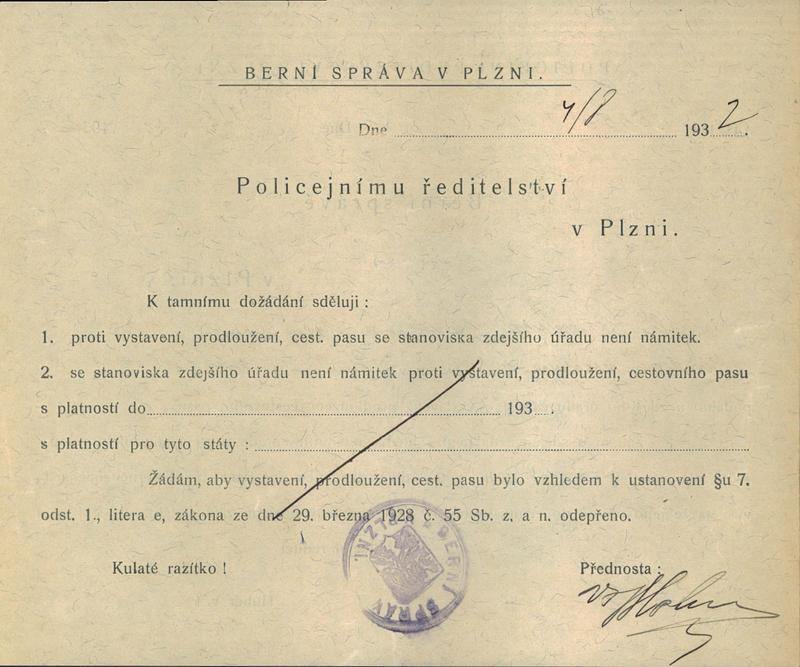 BERNÍ SPRÁVA V PLZNI.
Dne 4/8 1932.
Policejnímu ředitelství
v Plzni.
K tamnímu dožádání sděluji :
1. proti vystavení, prodloužení, cest. pasu se stanoviska zdejšího úřadu není námitek.
2. se stanoviska zdejšího úřadu není námitek proti vystavení, prodloužení, cestovního pasu
s platností do 193 .
s platností pro tyto státy :
Žádám, aby vystavení, prodloužení, cest. pasu bylo vzhledem k ustanovení §u 7.
odst. 1., litera e, zákona ze dne 29. března 1928 č. 55 Sb. z. a n. odepřeno.
Kulaté razítko !
Přednosta :
BERNÍ SPRÁV